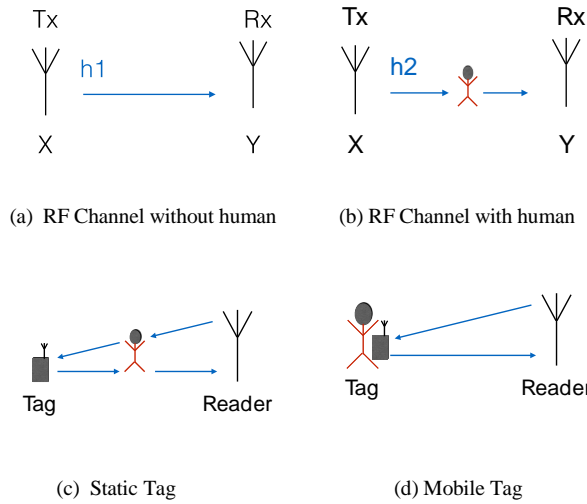 Tx
Rx
h1
X
Y
(a) RF Channel without human
Tx
Rx
h2
X
Y
(b) RF Channel with human
Tag
Reader
(c) Static Tag
Tag
Reader
(d) Mobile Tag